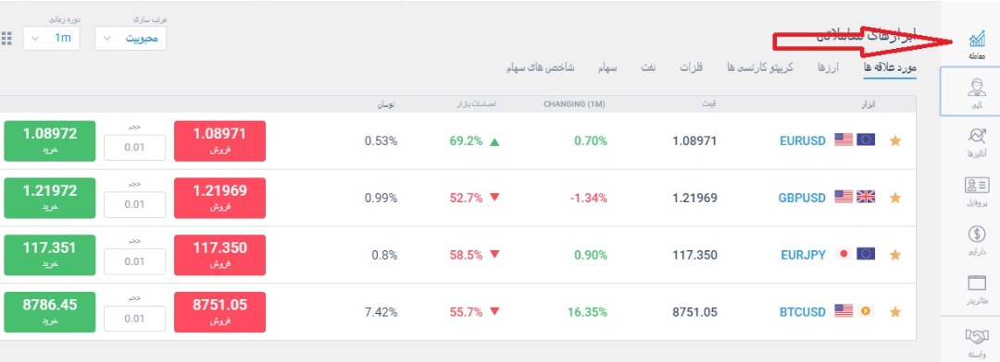 معامله
کپی
آنالیزها
پروفایل
دارایی
متاتریدر
وابسته
ابزارهای معاملاتی
مرتب سازی
محبوبیت
دوره زمانی
1m
مورد علاقه ها
ارزها
کریپتو کارنسی ها
فلزات
نفت
سهام
شاخص های سهام
ابزار
قیمت
CHANGING (1M)
احساسات بازار
نوسان
EURUSD
1.08971
0.70%
69.2%
0.53%
1.08971
فروش
حجم
0.01
1.08972
خرید
GBPUSD
1.21969
-1.34%
52.7%
0.99%
1.21969
فروش
حجم
0.01
1.21972
خرید
EURJPY
117.350
0.90%
58.5%
0.8%
117.350
فروش
حجم
0.01
117.351
خرید
BTCUSD
8751.05
16.35%
55.7%
7.42%
8751.05
فروش
حجم
0.01
8786.45
خرید